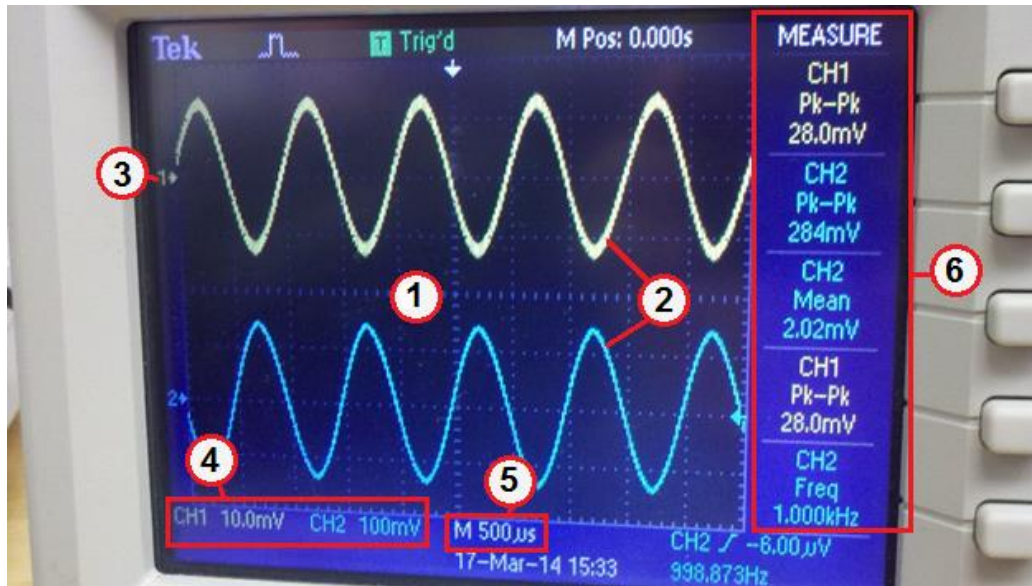 Tek
T Trig'd
M Pos: 0.000s
MEASURE
CH1
Pk-Pk
28.0mV
CH2
Pk-Pk
284mV
CH2
Mean
2.02mV
CH1
Pk-Pk
28.0mV
CH2
Freq
1.000kHz
3
1
1
2
6
2
4
5
CH1 10.0mV
CH2 100mV
M 500µs
CH2 -6.00µV
17-Mar-14 15:33
998.873Hz